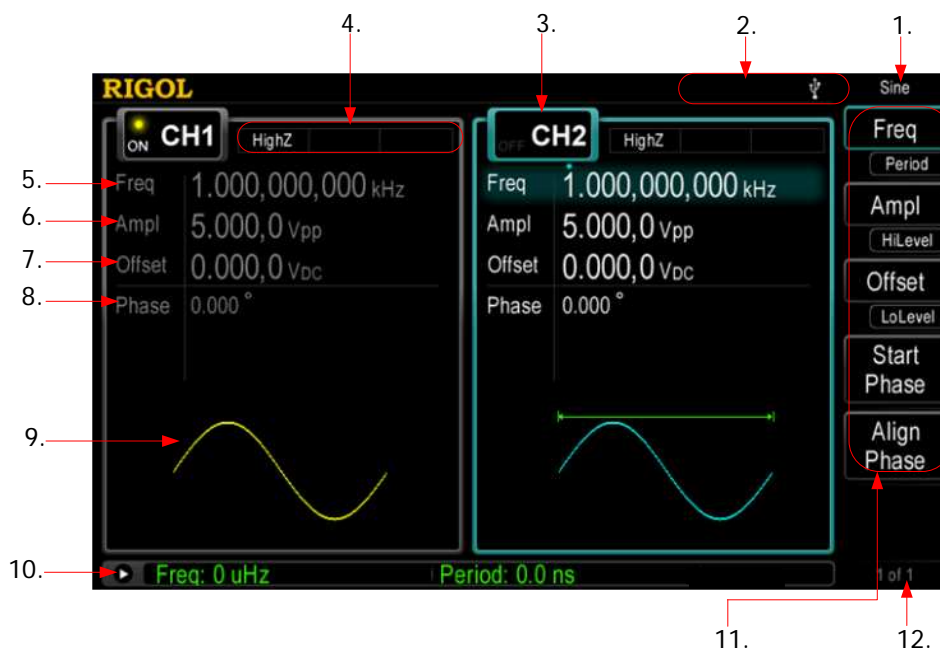 4. 3. 2. 1.
RIGOL Sine
ON CH1 HighZ
OFF CH2 HighZ
5. Freq 1.000,000,000 kHz
6. Ampl 5.000,0 Vpp
7. Offset 0.000,0 VDC
8. Phase 0.000 °
Freq 1.000,000,000 kHz
Ampl 5.000,0 Vpp
Offset 0.000,0 VDC
Phase 0.000 °
Freq
Period
Ampl
HiLevel
Offset
LoLevel
Start
Phase
Align
Phase
9.
10. Freq: 0 uHz Period: 0.0 ns
1 of 1
11. 12.